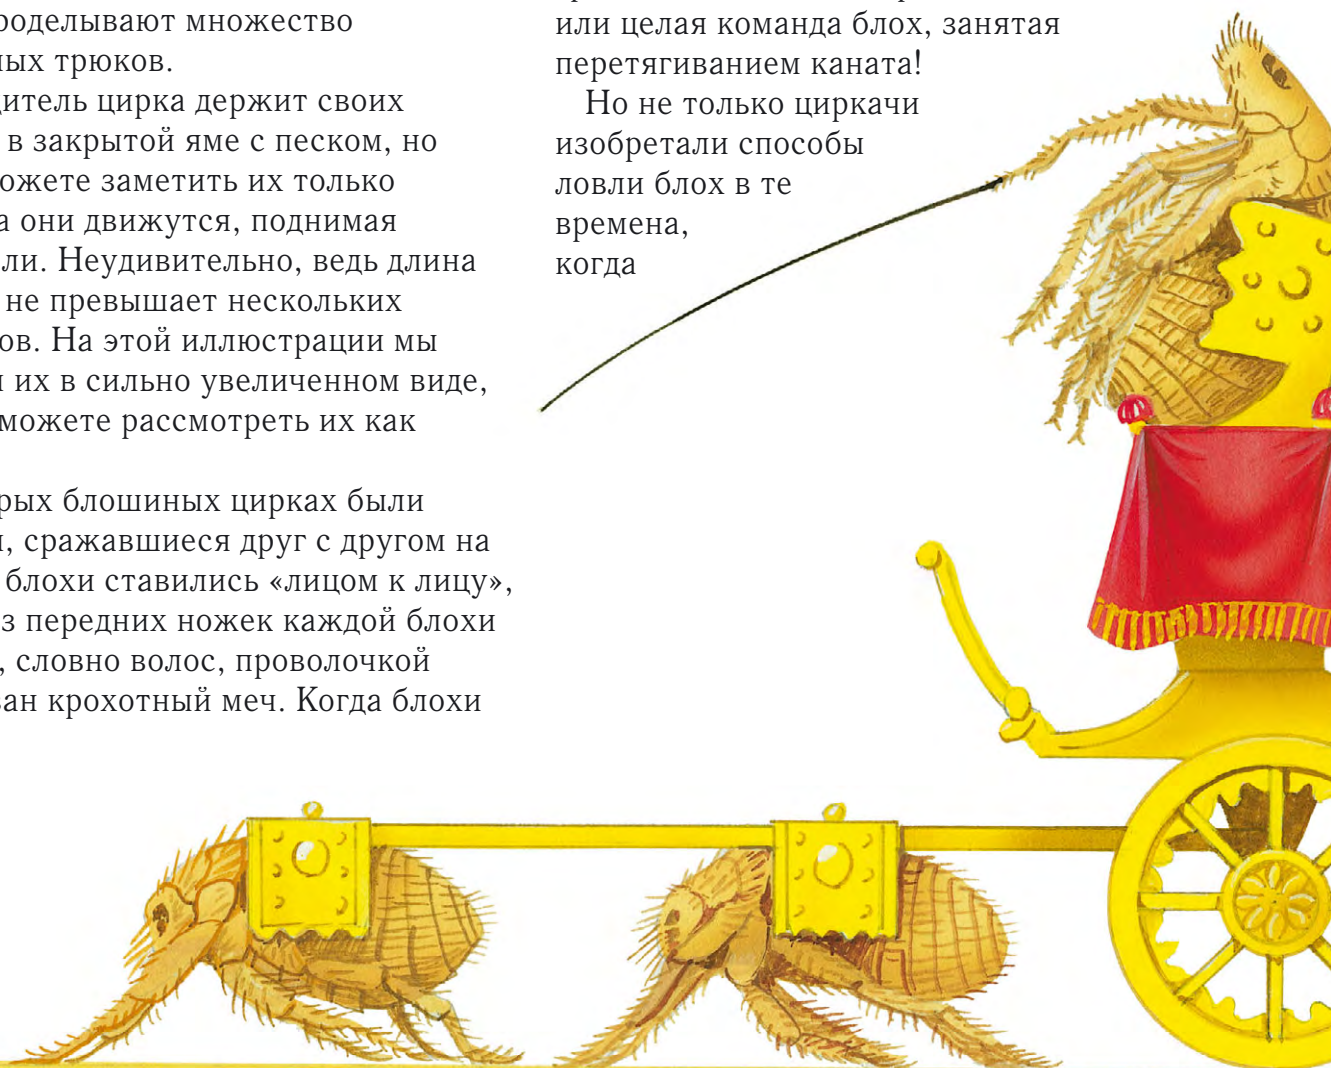 роделывают множество
ных трюков.
дитель цирка держит своих
в закрытой яме с песком, но
ожете заметить их только
а они движутся, поднимая
ли. Неудивительно, ведь длина
не превышает нескольких
ов. На этой иллюстрации мы
и их в сильно увеличенном виде,
можете рассмотреть их как
рых блошиных цирках были
и, сражавшиеся друг с другом на
блохи ставились «лицом к лицу»,
з передних ножек каждой блохи
, словно волос, проволочкой
ван крохотный меч. Когда блохи
или целая команда блох, занятая
перетягиванием каната!
Но не только циркачи
изобретали способы
ловли блох в те
времена,
когда